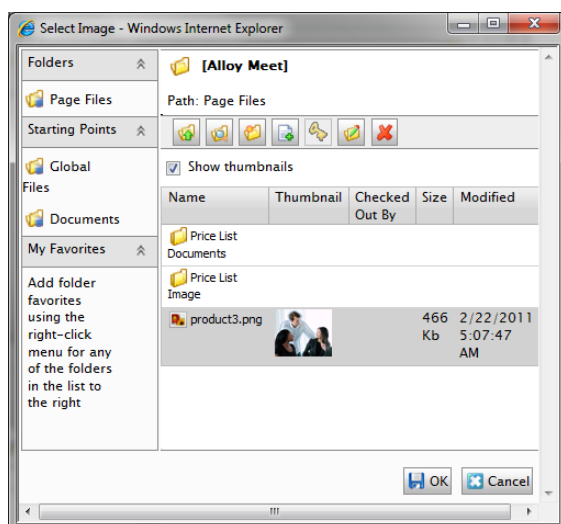 Select Image - Windows Internet Explorer
Folders
Page Files
Starting Points
Global
Files
Documents
My Favorites
Add folder
favorites
using the
right-click
menu for any
of the folders
in the list to
the right
[Alloy Meet]
Path: Page Files
Show thumbnails
Name Thumbnail Checked Out By Size Modified
Price List
Documents
Price List
Image
product3.png 466 Kb 2/22/2011 5:07:47 AM
OK Cancel